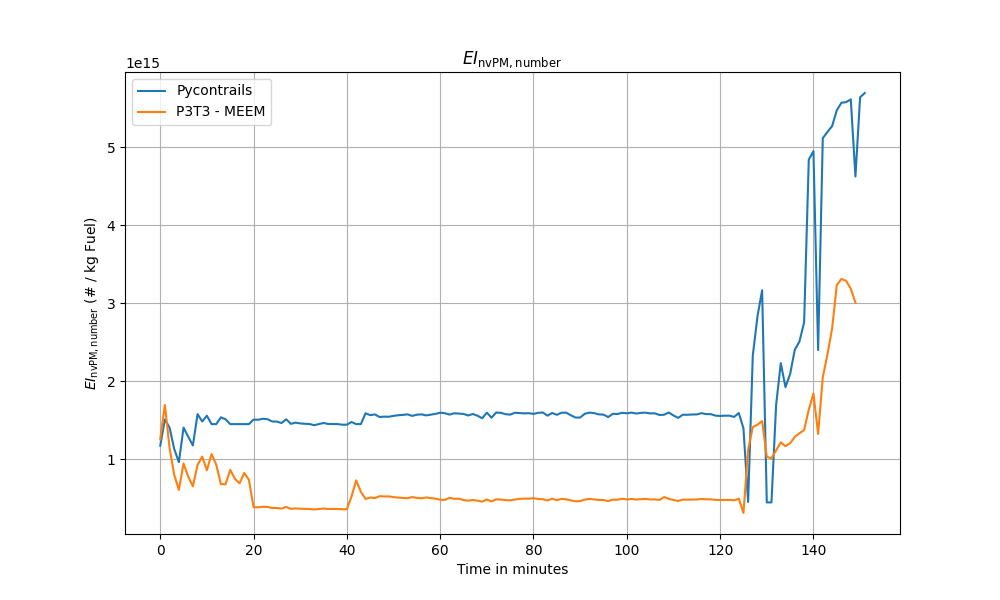 EI_nvPM, number
1e15
Pycontrails
P3T3 - MEEM
5
4
3
2
1
EI_nvPM, number (# / kg Fuel)
0 20 40 60 80 100 120 140
Time in minutes